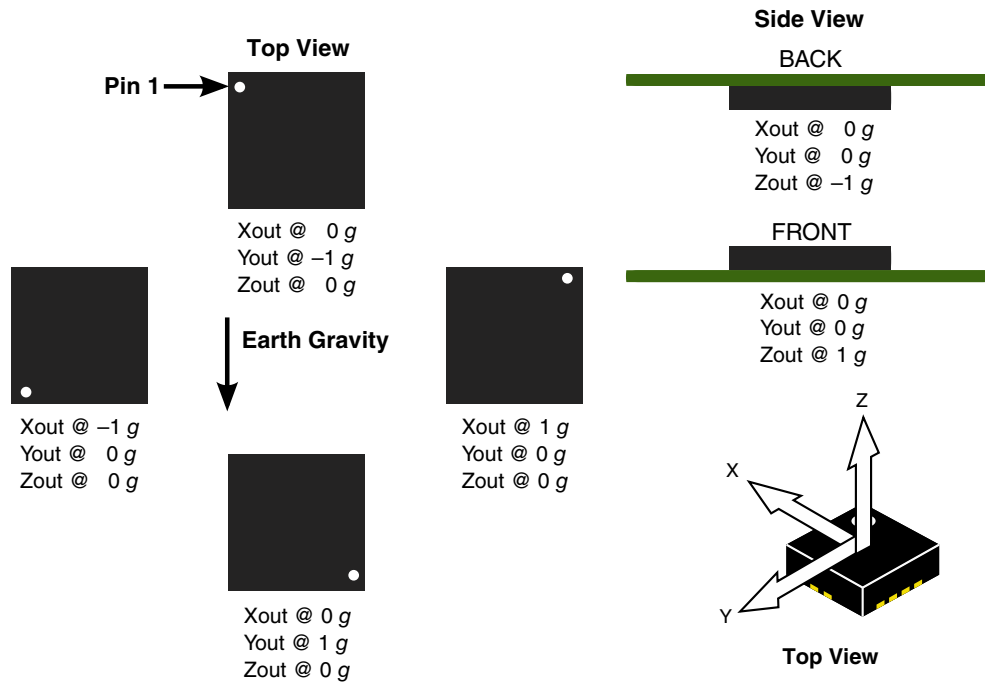 Top View
Pin 1
Xout @ 0 g
Yout @ –1 g
Zout @ 0 g
Earth Gravity
Xout @ –1 g
Yout @ 0 g
Zout @ 0 g
Xout @ 1 g
Yout @ 0 g
Zout @ 0 g
Xout @ 0 g
Yout @ 1 g
Zout @ 0 g
Side View
BACK
Xout @ 0 g
Yout @ 0 g
Zout @ –1 g
FRONT
Xout @ 0 g
Yout @ 0 g
Zout @ 1 g
Z
X
Y
Top View